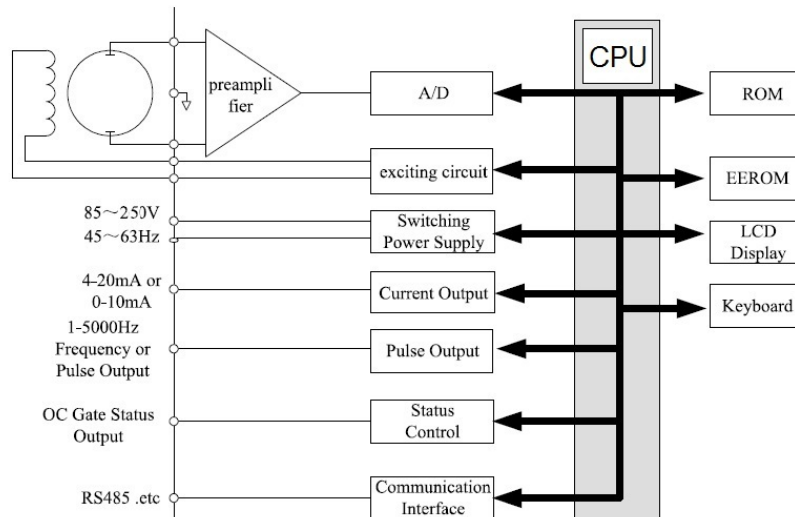 CPU
preampli
fier
A/D
ROM
exciting circuit
EEROM
85～250V
45～63Hz
Switching
Power Supply
LCD
Display
4-20mA or
0-10mA
Current Output
Keyboard
1-5000Hz
Frequency or
Pulse Output
Pulse Output
OC Gate Status
Output
Status
Control
RS485 .etc
Communication
Interface